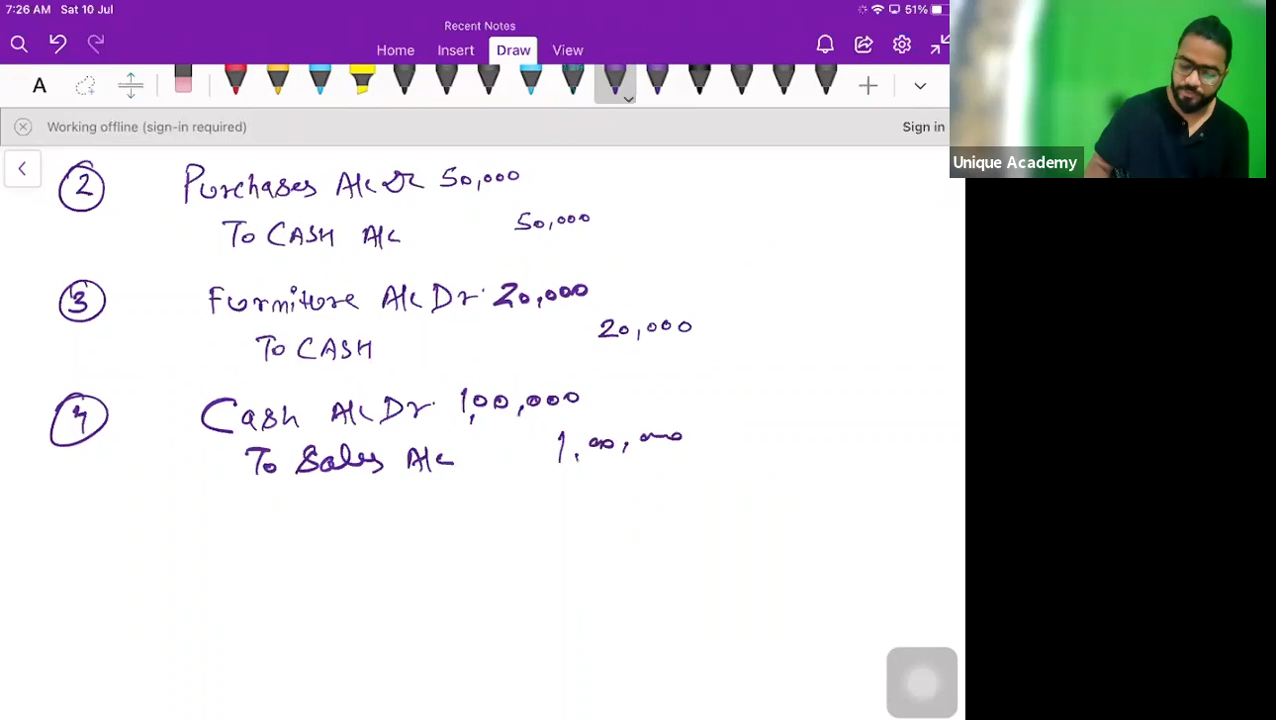 7:26 AM Sat 10 Jul
51%
Recent Notes
Home Insert Draw View
A
Working offline (sign-in required)
Sign in
Unique Academy
2 Purchases A/c Dr 50,000
To CASH A/c 50,000
3 Furniture A/c Dr. 20,000
To CASH 20,000
4 Cash A/c Dr. 1,00,000
To Sales A/c 1,00,000